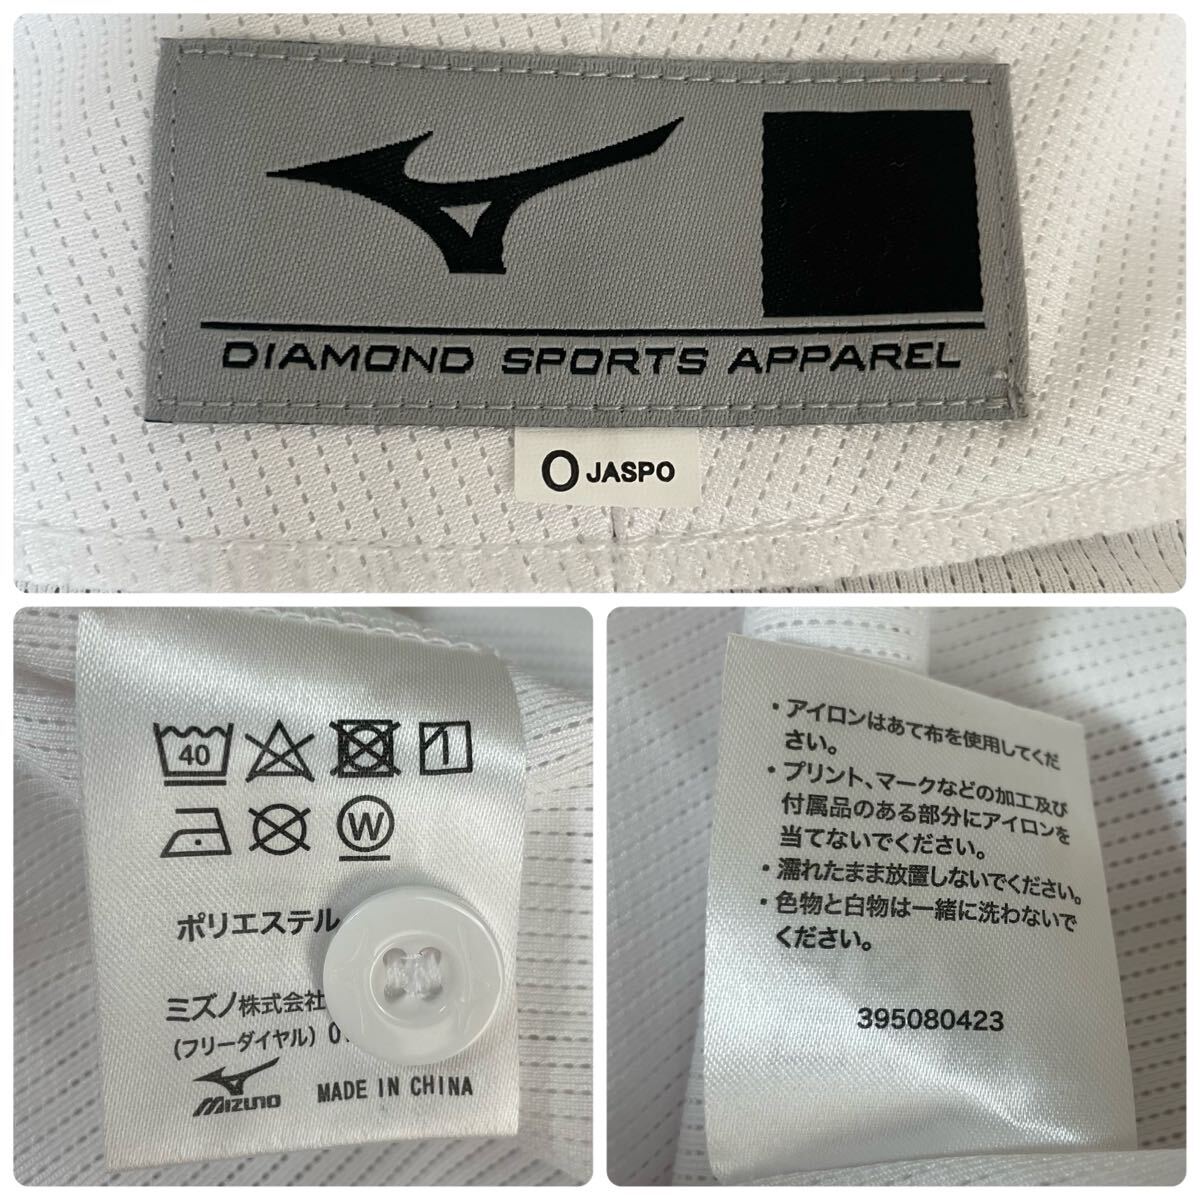 DIAMOND SPORTS APPAREL
O JASPO
40
W
ポリエステル
ミズノ株式会社
(フリーダイヤル) 0
MIZUNO MADE IN CHINA
・アイロンはあて布を使用してくだ
さい。
・プリント、マークなどの加工及び
付属品のある部分にアイロンを
当てないでください。
・濡れたまま放置しないでください。
・色物と白物は一緒に洗わないで
ください。
395080423